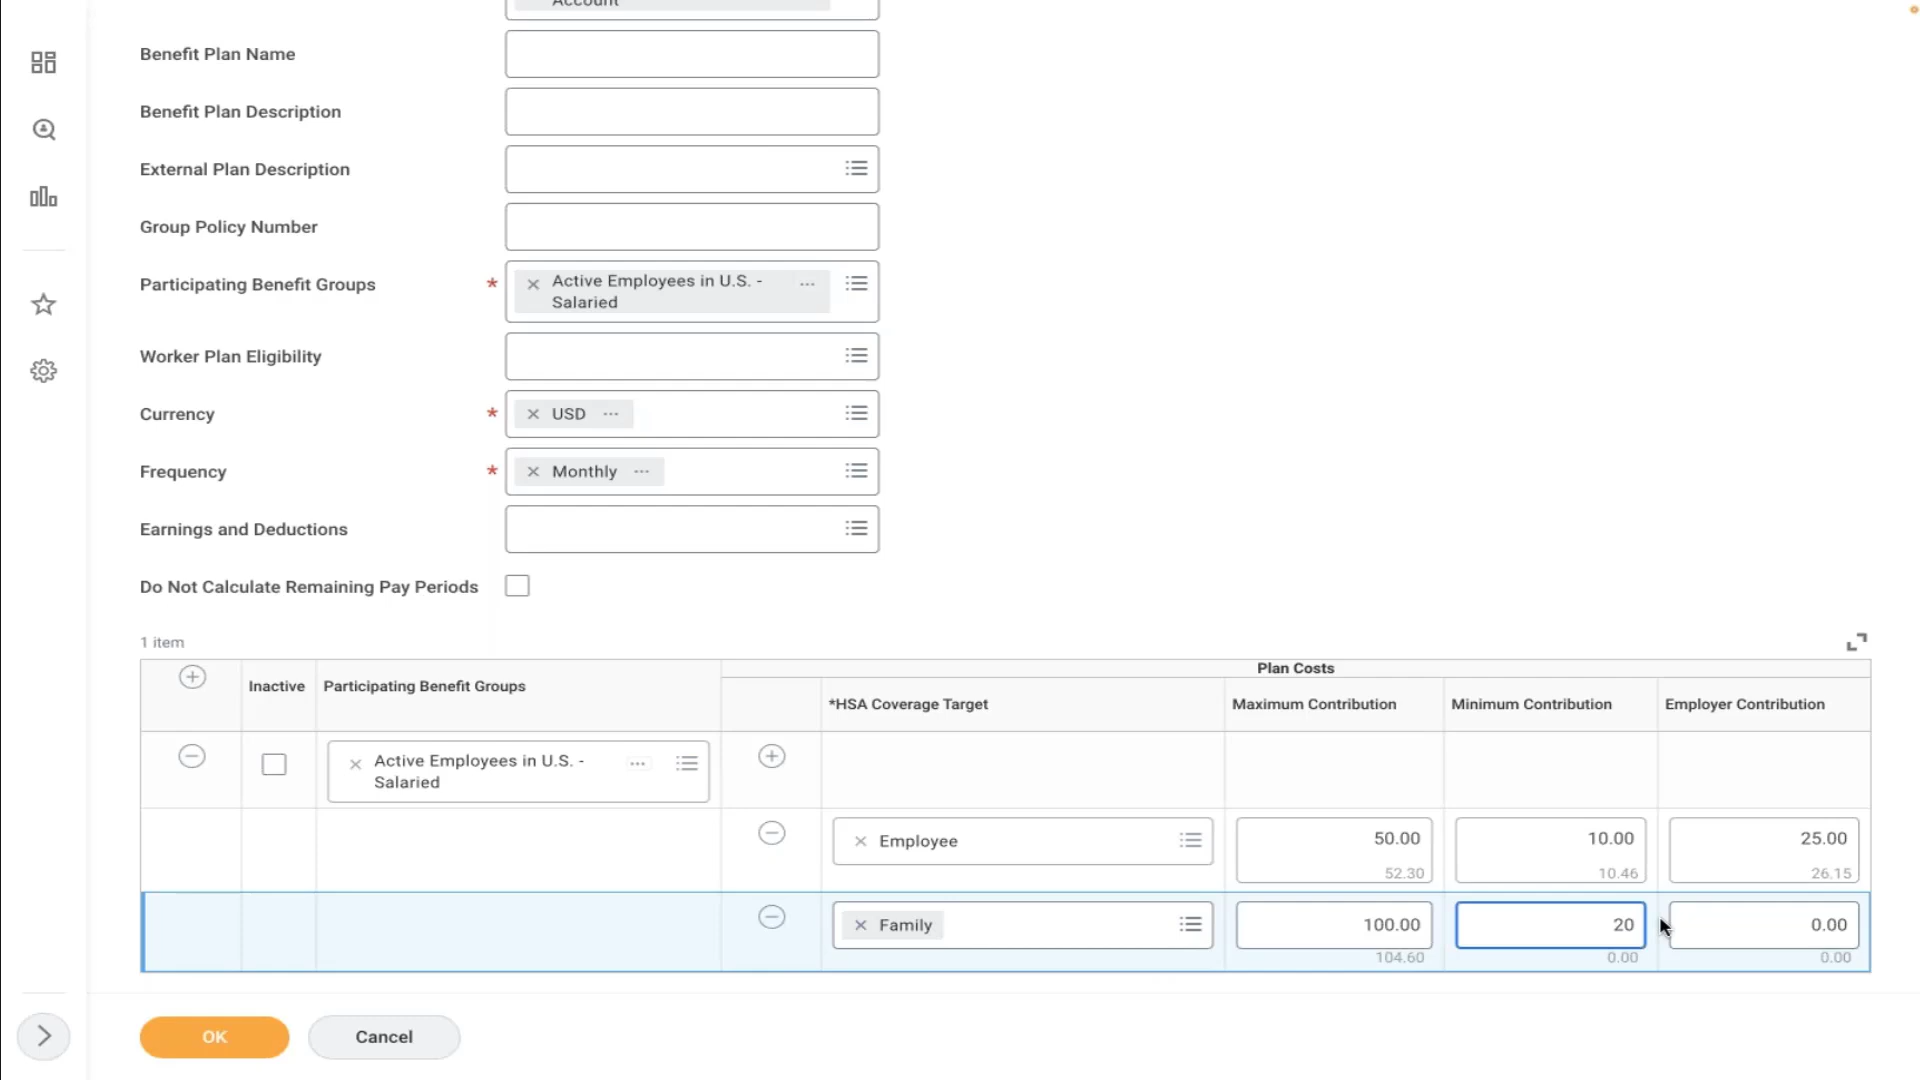 Account
Benefit Plan Name
Benefit Plan Description
External Plan Description
Group Policy Number
Participating Benefit Groups *
Active Employees in U.S. -
Salaried
Worker Plan Eligibility
Currency * USD
Frequency * Monthly
Earnings and Deductions
Do Not Calculate Remaining Pay Periods
1 item
Plan Costs
Inactive Participating Benefit Groups
*HSA Coverage Target Maximum Contribution Minimum Contribution Employer Contribution
Active Employees in U.S. -
Salaried
Employee 50.00 10.00 25.00
52.30 10.46 26.15
Family 100.00 20 0.00
104.60 0.00 0.00
OK Cancel